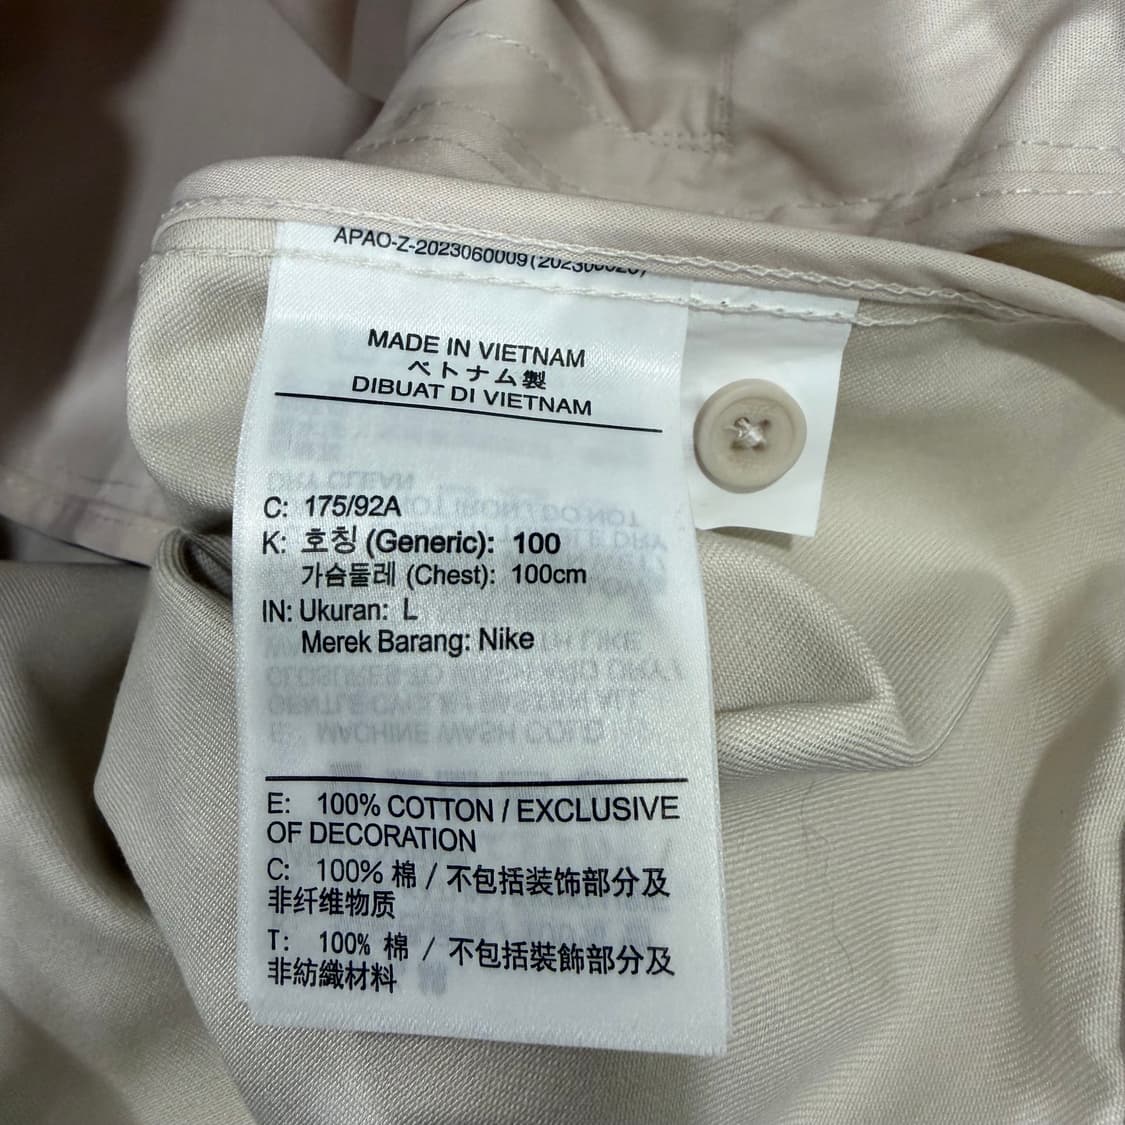 APAO-Z-2023060009(20230
MADE IN VIETNAM
ベトナム製
DIBUAT DI VIETNAM
C: 175/92A
K: 호칭 (Generic): 100
가슴둘레 (Chest): 100cm
IN: Ukuran: L
Merek Barang: Nike
E: 100% COTTON / EXCLUSIVE
OF DECORATION
C: 100% 棉 / 不包括装饰部分及
非纤维物质
T: 100% 棉 / 不包括裝飾部分及
非紡織材料